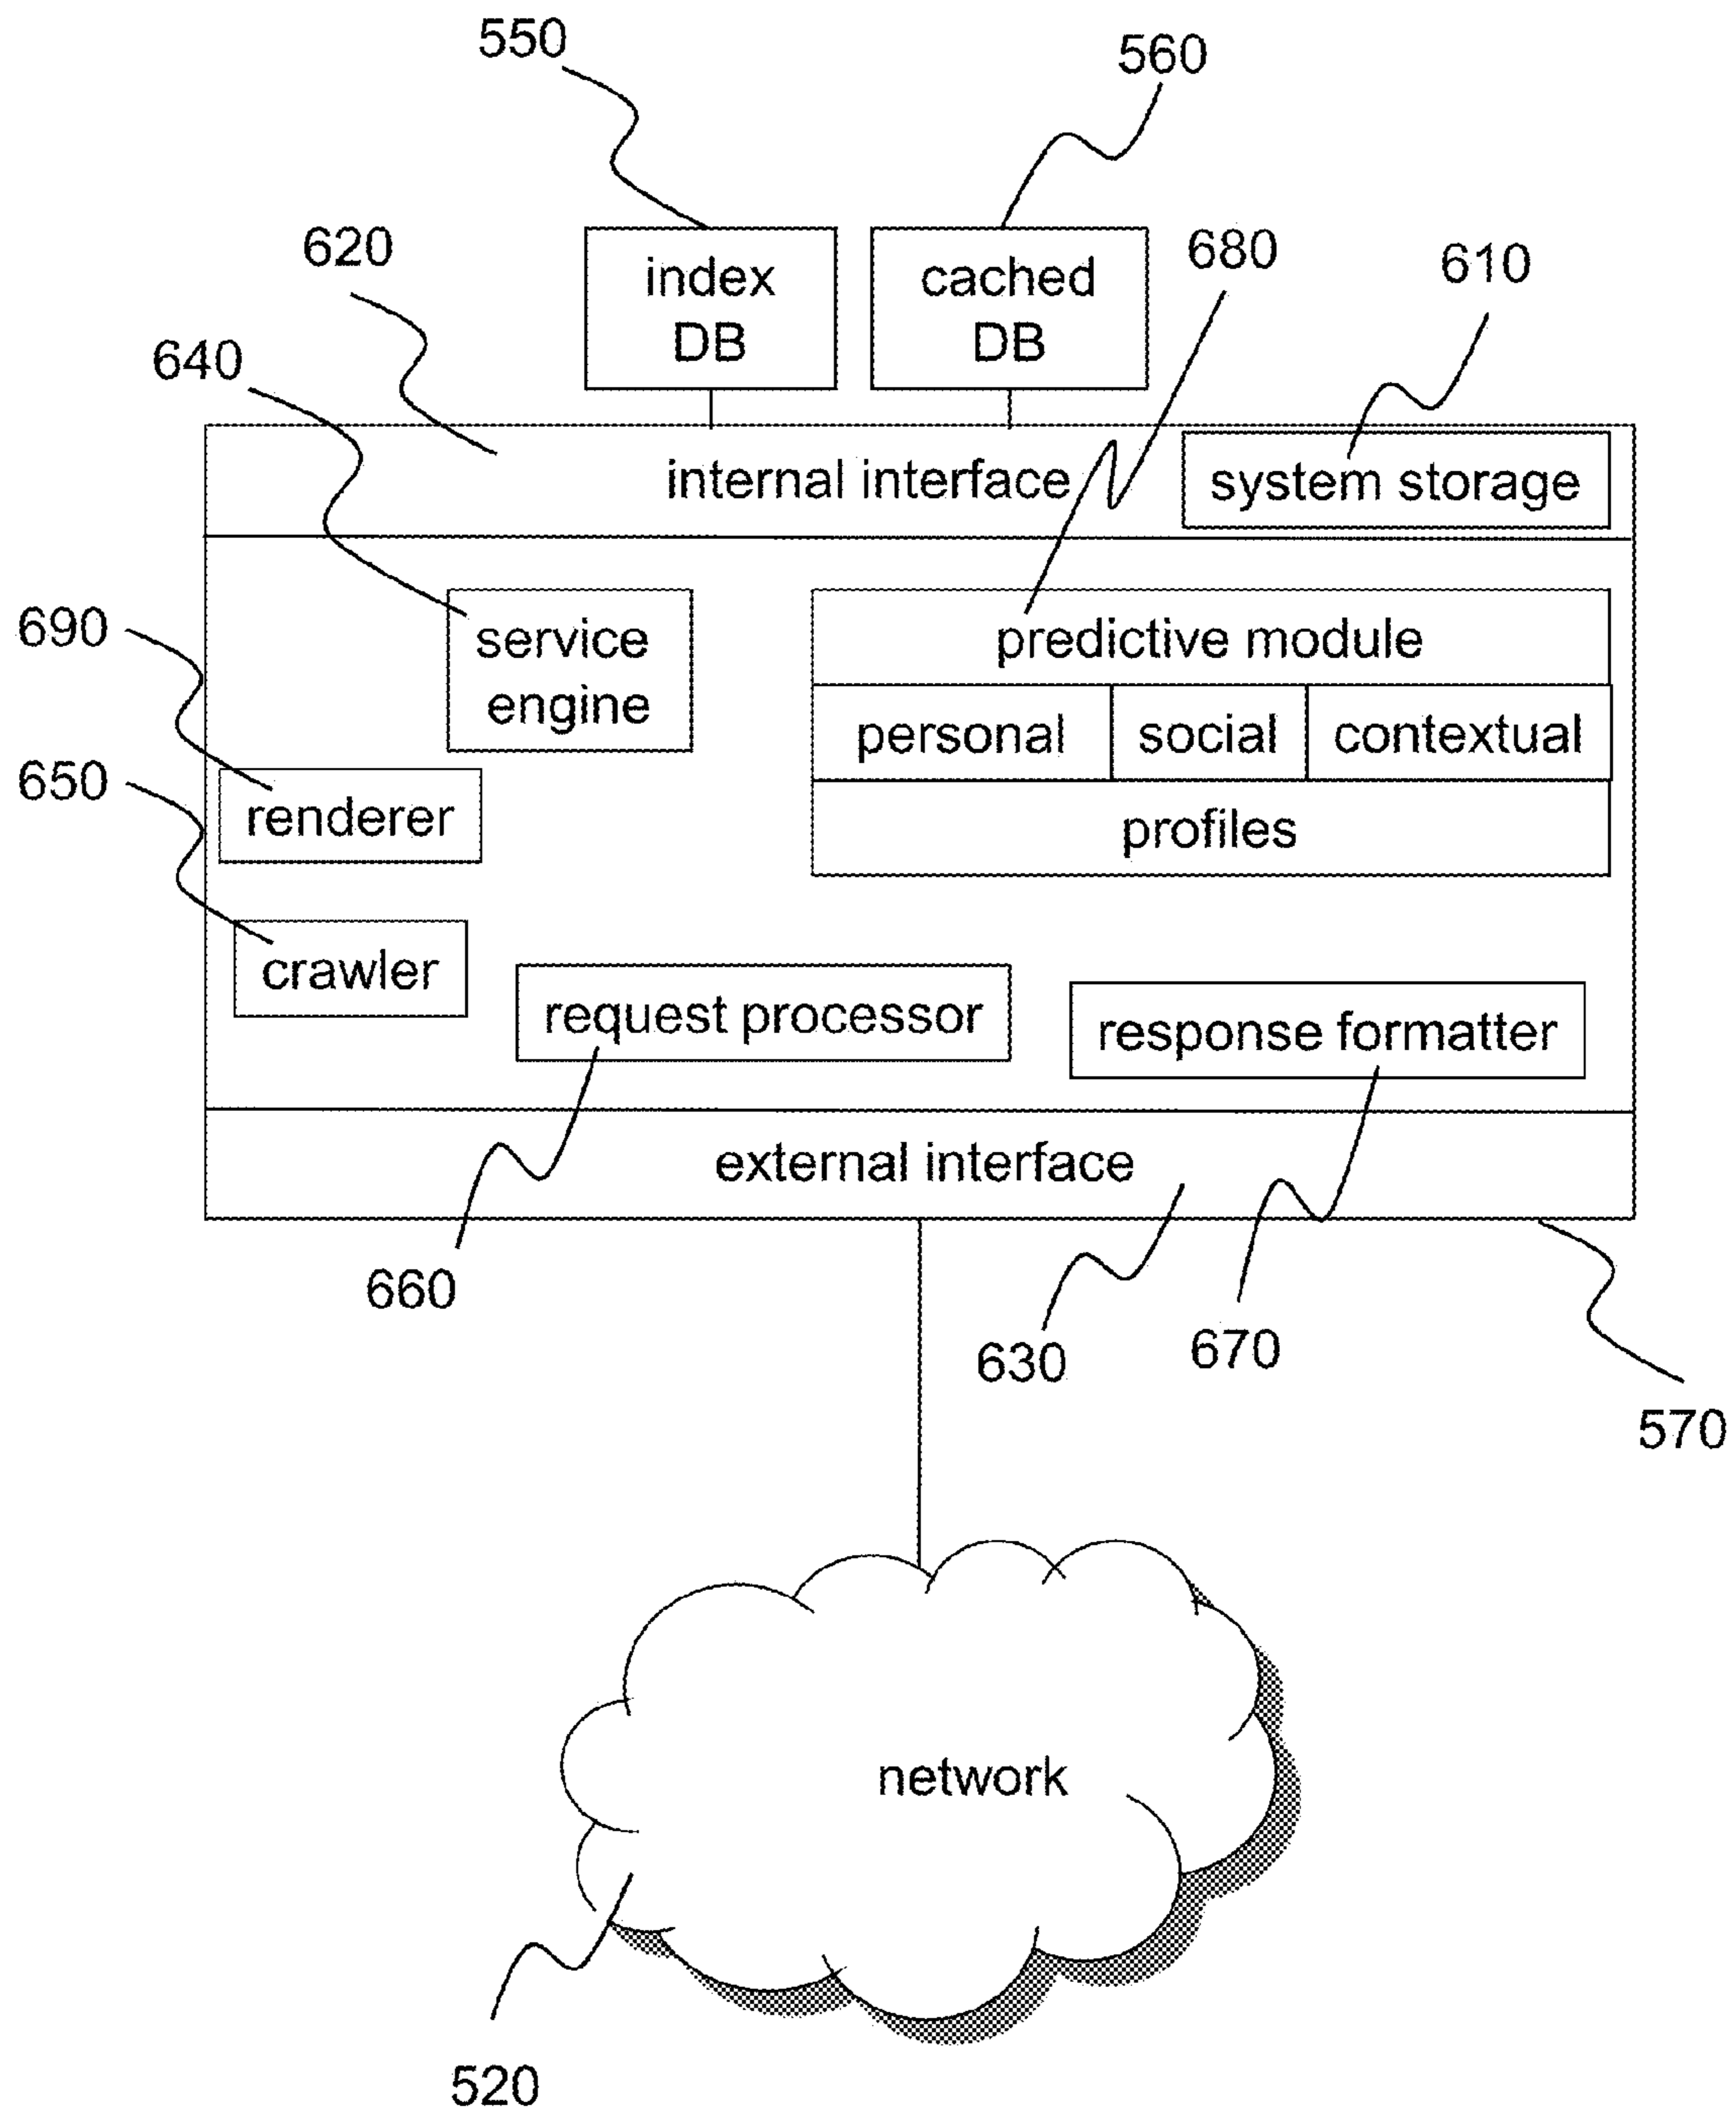 550
560
620
680
610
640
index
DB
cached
DB
internal interface
system storage
690
650
service
engine
predictive module
personal
social
contextual
profiles
renderer
crawler
request processor
response formatter
external interface
660
630
670
570
network
520